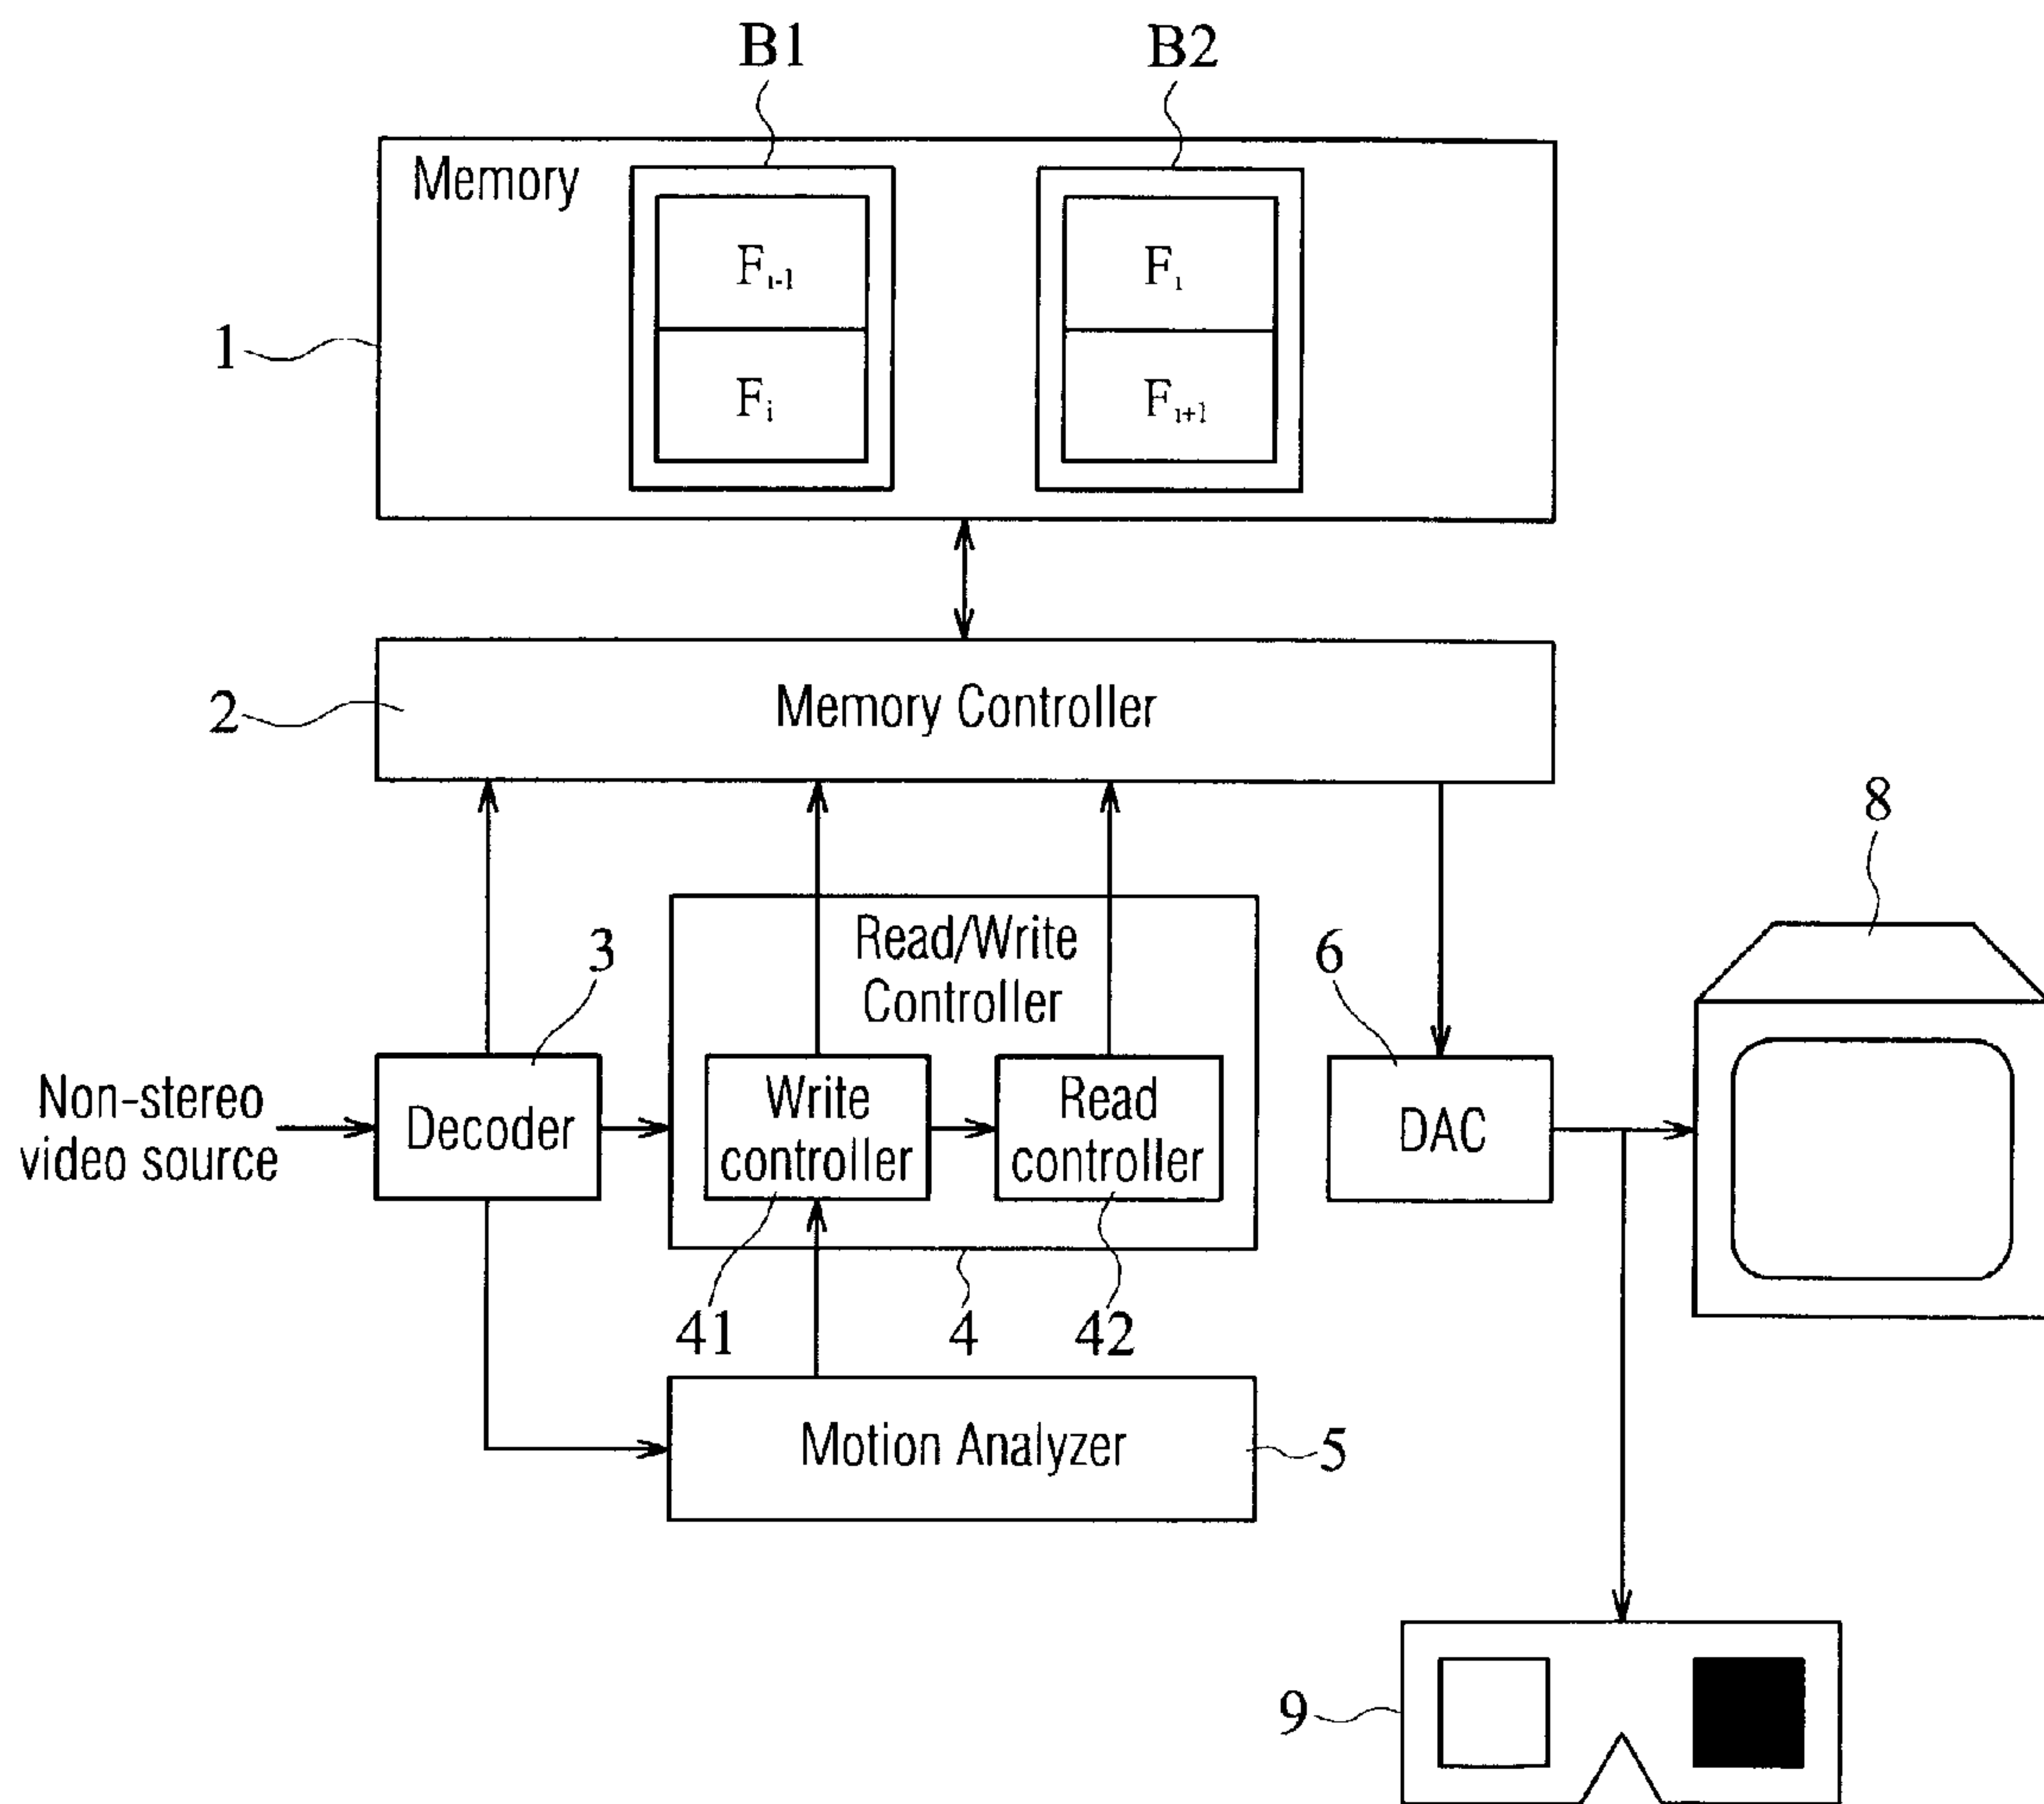 B1
B2
Memory
Fi-1
Fi
Fi
Fi+1
1
2
Memory Controller
8
Read/Write
Controller
3
6
Non-stereo
video source
Decoder
Write
controller
Read
controller
DAC
41
4
42
Motion Analyzer
5
9